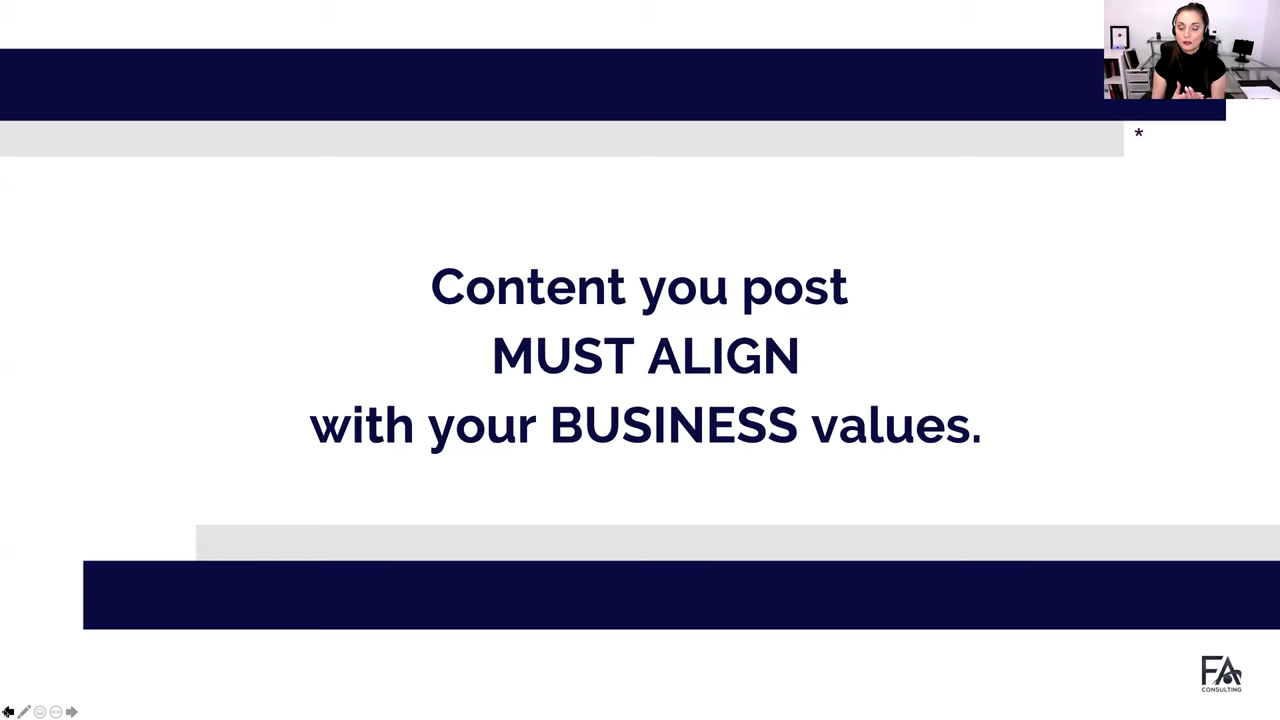 *
Content you post
MUST ALIGN
with your BUSINESS values.
FA
CONSULTING